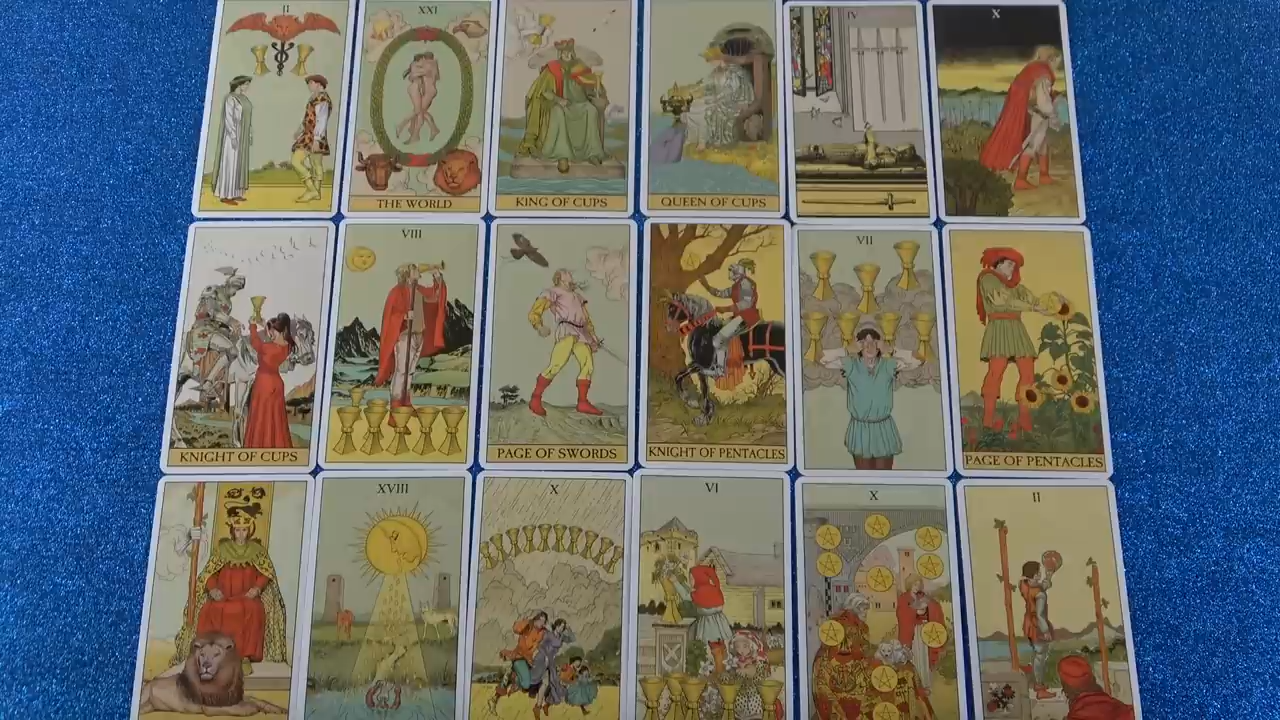 II
XXI
THE WORLD
KING OF CUPS
QUEEN OF CUPS
IV
X
KNIGHT OF CUPS
VIII
PAGE OF SWORDS
KNIGHT OF PENTACLES
VII
PAGE OF PENTACLES
XVIII
X
VI
X
II